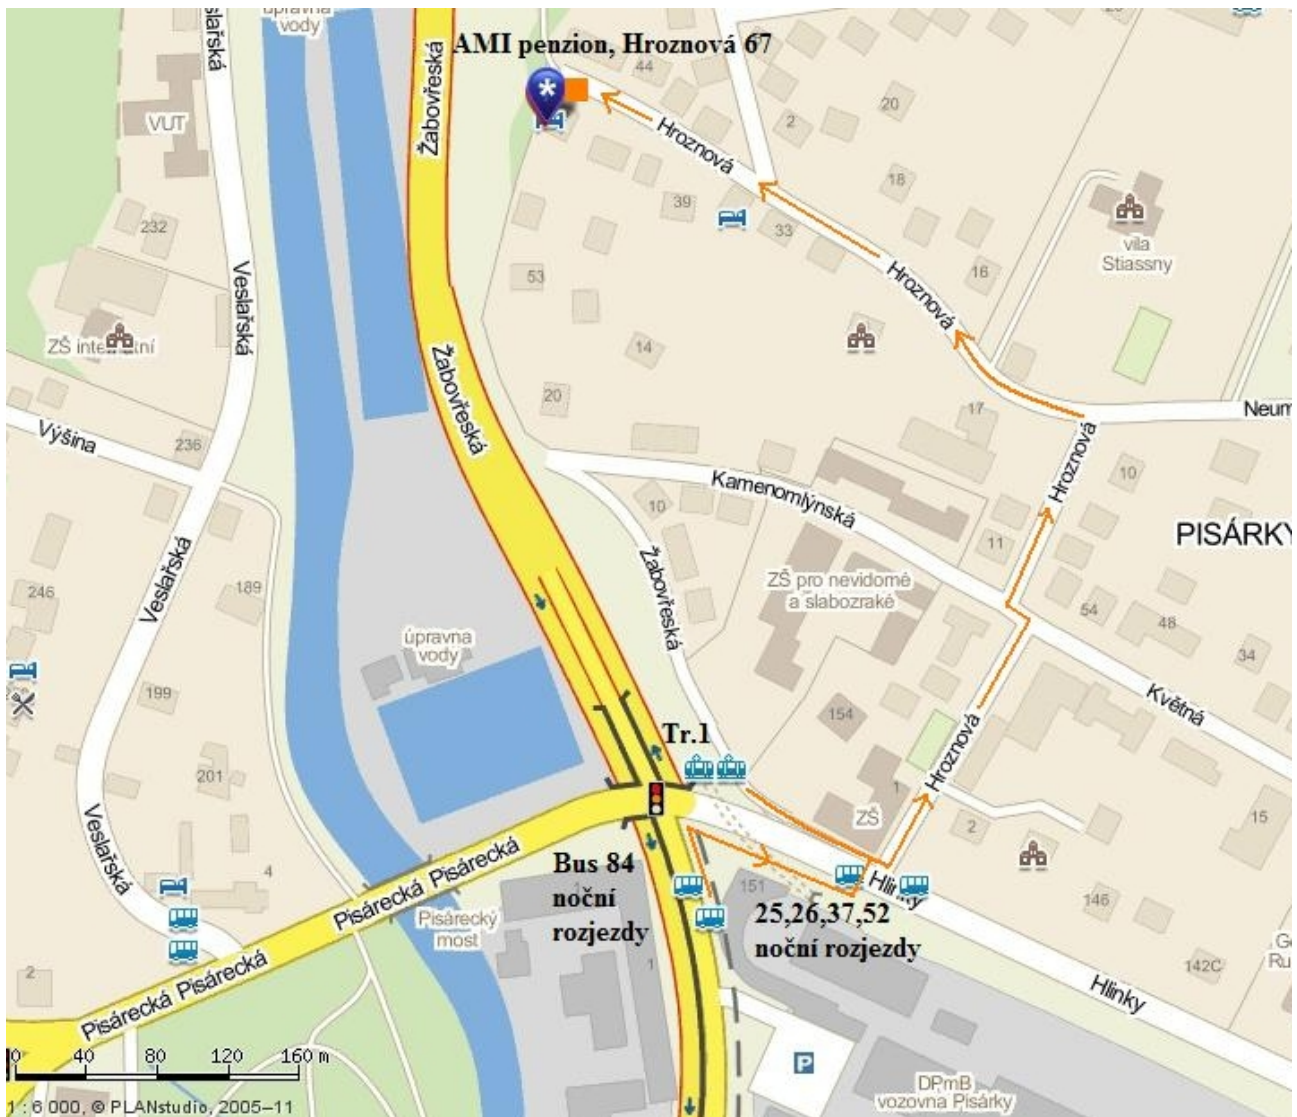 úpravna
vody
AMI penzion, Hroznová 67
Veslařská
Žabovřeská
44
20
VUT
2
Hroznová
18
39
232
33
vila
Stiassny
53
16
Veslařská
Hroznová
ZŠ
Žabovřeská
14
20
17
Neum
Výšina
236
Hroznová
10
Kamenomlýnská
10
PISÁRKY
11
Veslařská
Žabovřeská
ZŠ pro nevidomé
a slabozraké
246
189
54
48
úpravna
vody
34
199
Květná
154
Tr.1
Hroznová
201
1
ZŠ
2
15
Veslařská
4
Bus 84
noční
rozjezdy
151
Hlinky
25,26,37,52
noční rozjezdy
146
Pisárecká Pisárecká
Pisárecký
most
2
Pisárecká Pisárecká
1
142C
Hlinky
0 40 80 120 160 m
P
DPmB
vozovna Pisárky
1 : 6 000, © PLANstudio, 2005–11